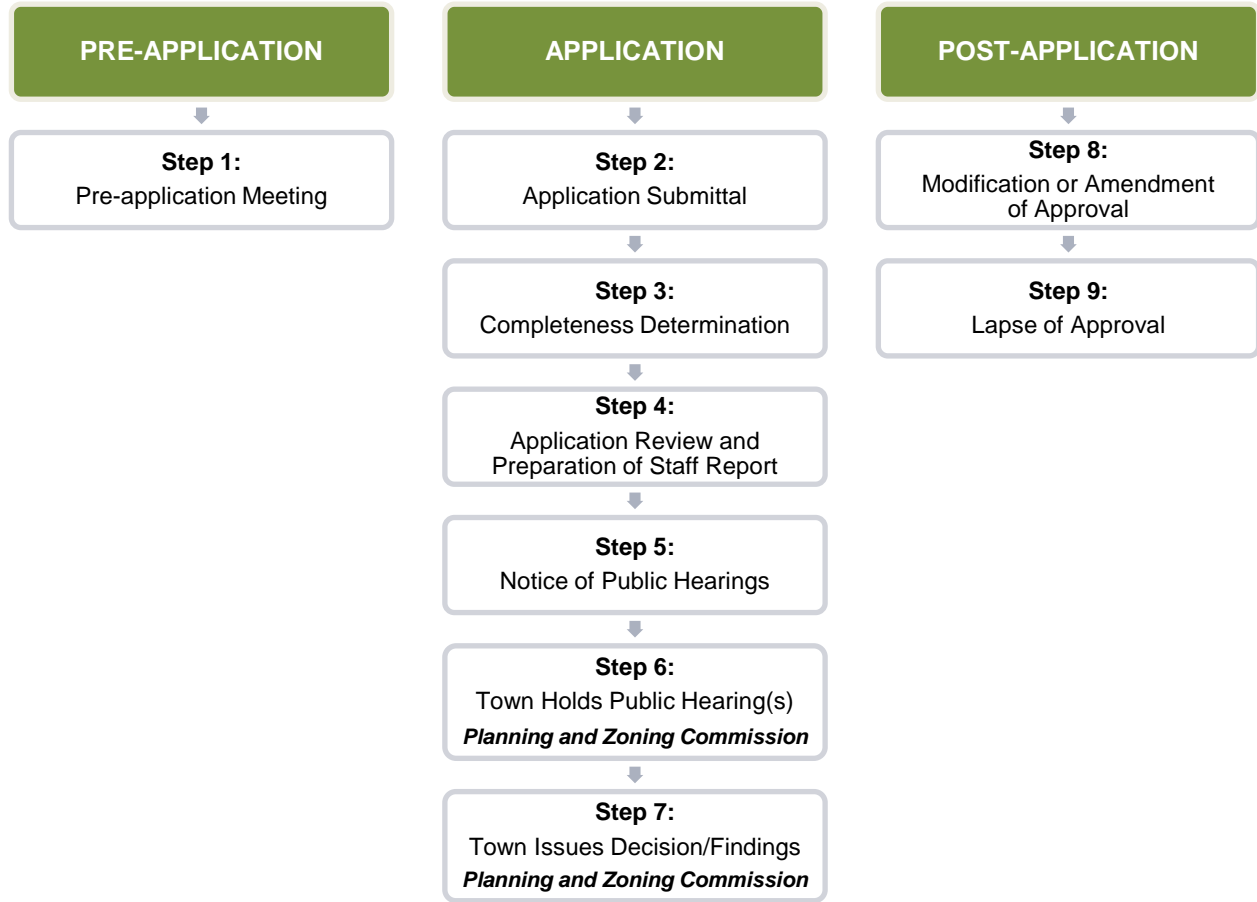 PRE-APPLICATION
Step 1:
Pre-application Meeting
APPLICATION
Step 2:
Application Submittal
Step 3:
Completeness Determination
Step 4:
Application Review and
Preparation of Staff Report
Step 5:
Notice of Public Hearings
Step 6:
Town Holds Public Hearing(s)
Planning and Zoning Commission
Step 7:
Town Issues Decision/Findings
Planning and Zoning Commission
POST-APPLICATION
Step 8:
Modification or Amendment
of Approval
Step 9:
Lapse of Approval